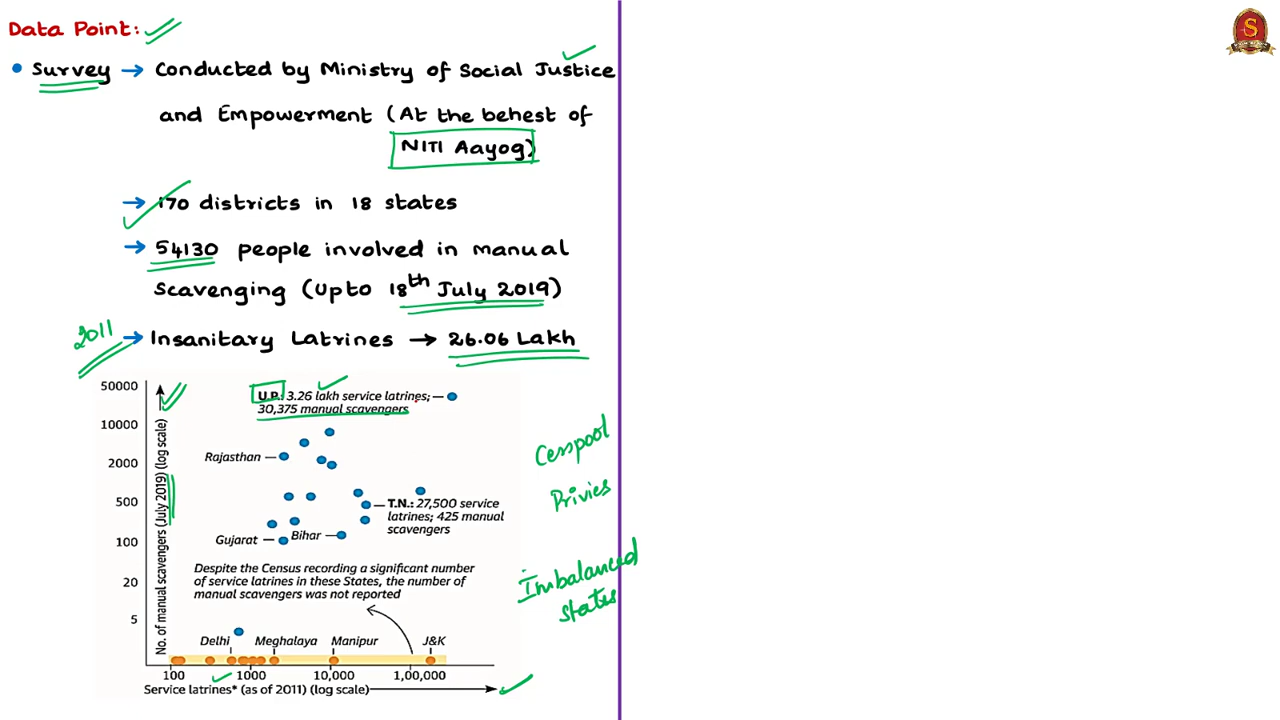 Data Point:
• Survey → Conducted by Ministry of Social Justice
and Empowerment (At the behest of
NITI Aayog)
→ 170 districts in 18 states
→ 54130 people involved in manual
scavenging (Upto 18th July 2019)
2011 → Insanitary Latrines → 26.06 Lakh
50000
10000
2000
500
100
20
5
No. of manual scavengers (July 2019) (log scale)
U.P.: 3.26 lakh service latrines;
30,375 manual scavengers
Rajasthan
T.N.: 27,500 service
latrines; 425 manual
scavengers
Gujarat
Bihar
Despite the Census recording a significant number
of service latrines in these States, the number of
manual scavengers was not reported
Delhi Meghalaya Manipur J&K
100 1000 10,000 1,00,000
Service latrines* (as of 2011) (log scale)
Cesspool
Privies
Imbalanced
states
S